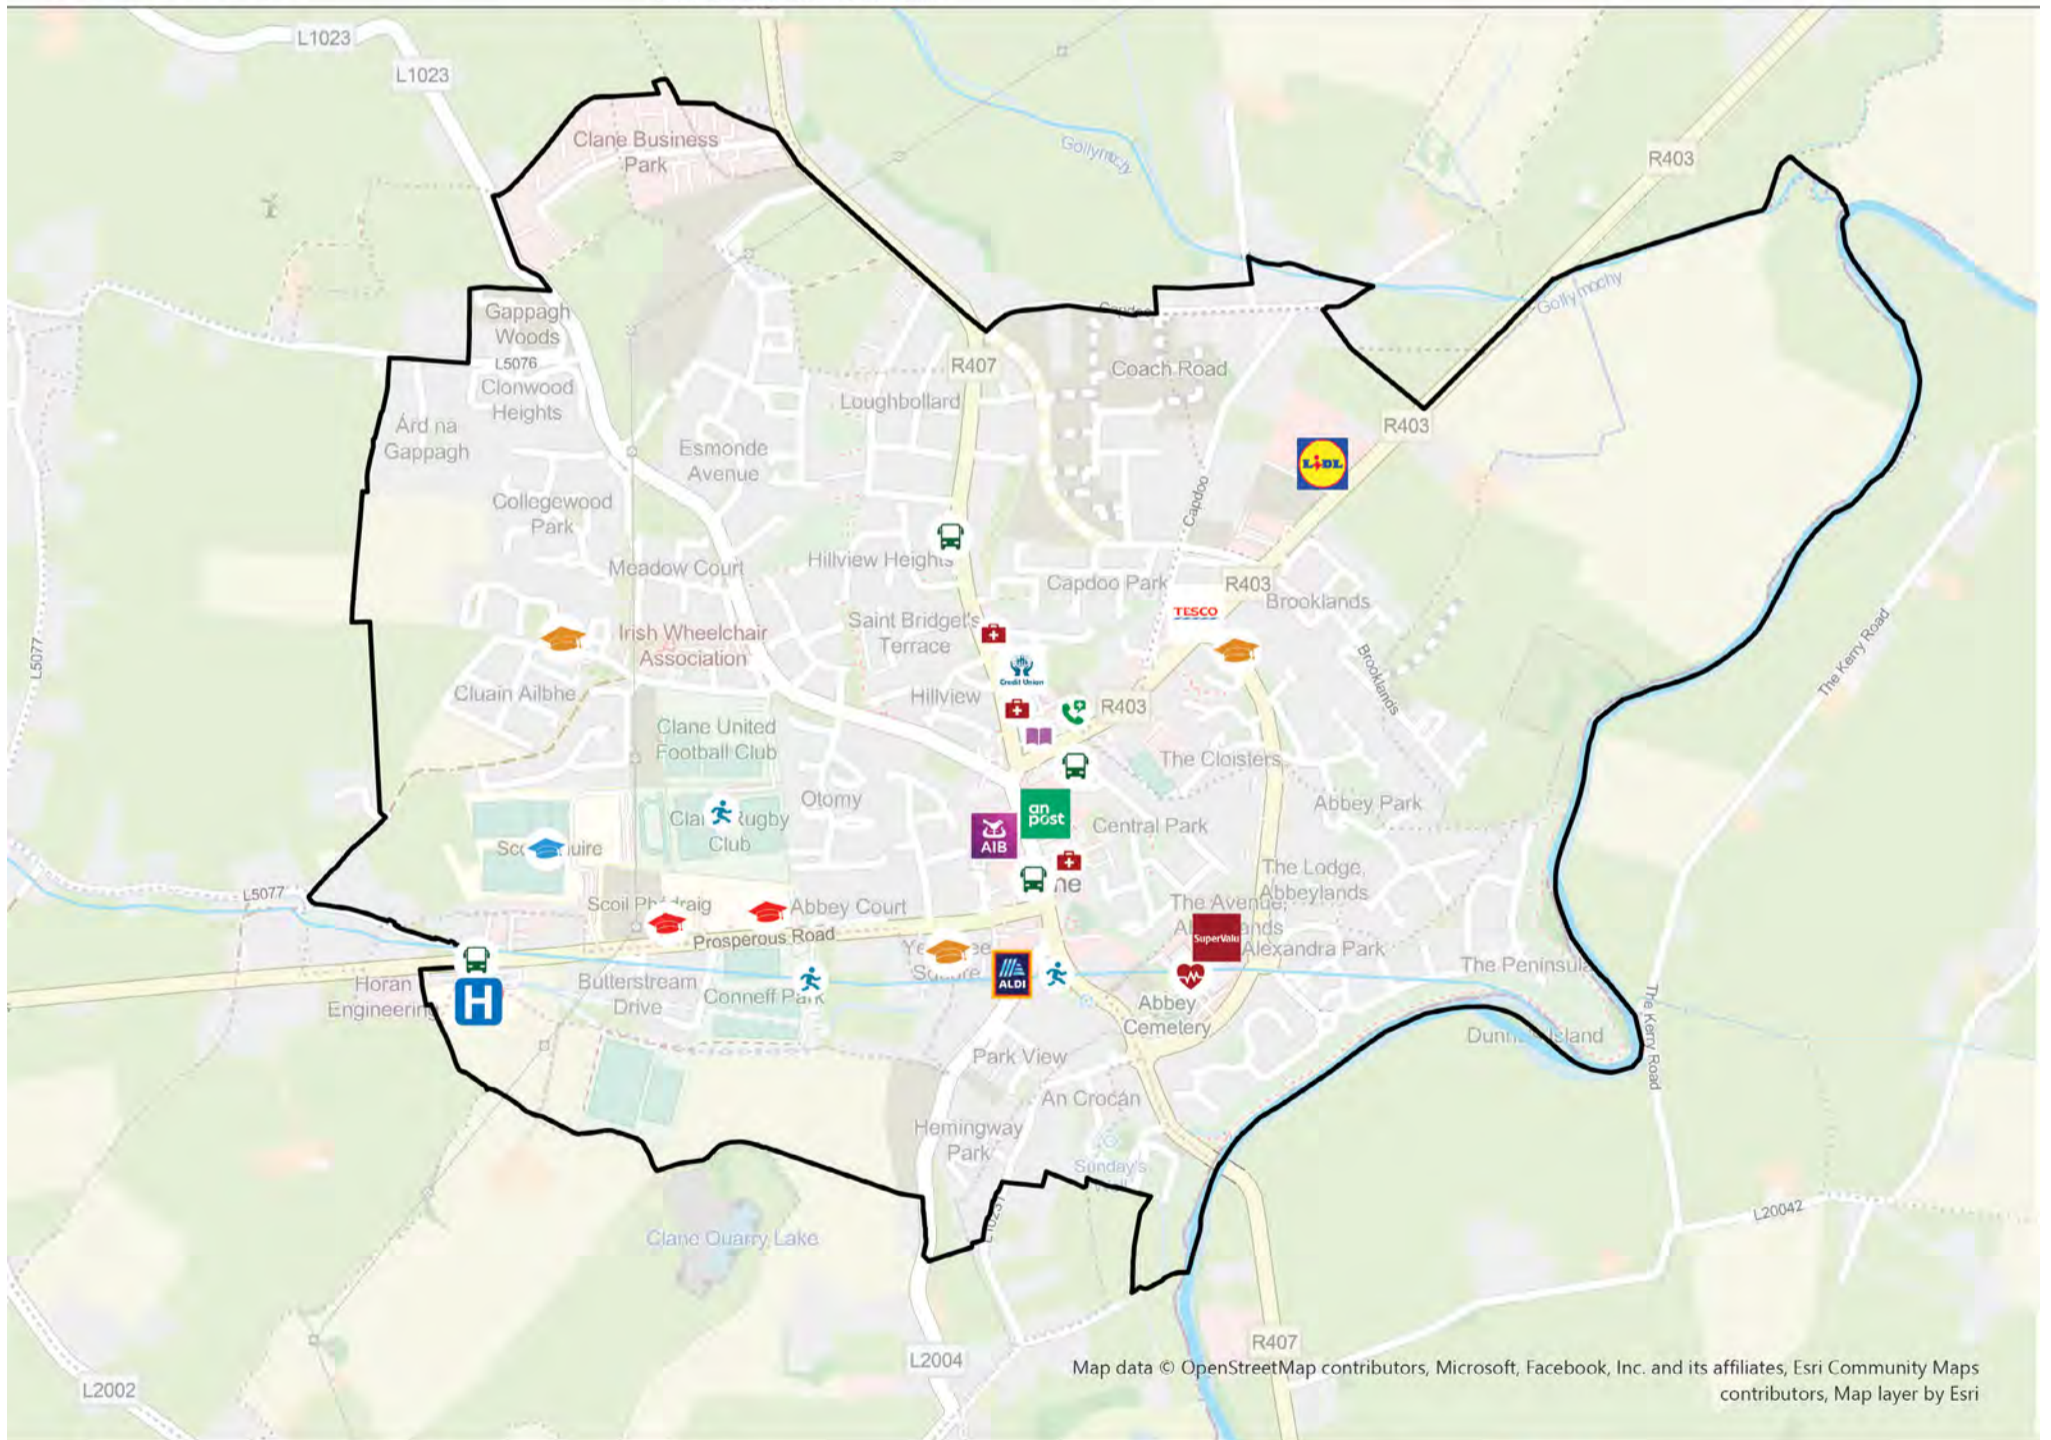 L1023
L1023
Clane Business
Park
Gollymochy
R403
Gappagh
Woods
L5076
Clonwood
Heights
Gollymochy
R407
Coach Road
Loughbollard
Árd na
Gappagh
R403
Esmonde
Avenue
LIDL
Collegewood
Park
Capdoo
Meadow Court
Hillview Heights
Capdoo Park
R403
Brooklands
TESCO
Saint Bridget's
Terrace
Irish Wheelchair
Association
L5077
The Kerry Road
Credit Union
Brooklands
Cluain Ailbhe
Hillview
R403
Clane United
Football Club
The Cloisters
Otomy
Abbey Park
an
post
Central Park
AIB
Rugby
Club
The Lodge,
Abbeylands
L5077
The Avenue,
Abbey Court
Prosperous Road
SuperValu
Alexandra Park
Square
The Peninsula
ALDI
Horan
Engineering
H
Butterstream
Drive
Conneff Park
Abbey
Cemetery
The Kerry Road
Island
Park View
An Crocán
Hemingway
Park
Sunday's
L20042
Clane Quarry Lake
R407
L2004
L2002
Map data © OpenStreetMap contributors, Microsoft, Facebook, Inc. and its affiliates, Esri Community Maps
contributors, Map layer by Esri